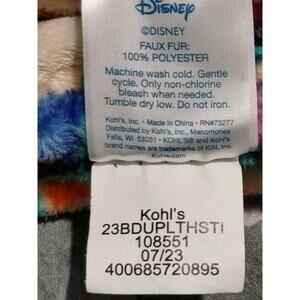 Disney
©DISNEY
FAUX FUR:
100% POLYESTER
Machine wash cold. Gentle
cycle. Only non-chlorine
bleach when needed.
Tumble dry low. Do not iron.
Kohl's, Inc. • Made in China • RN#73277
Distributed by Kohl's, Inc., Menomonee
Falls, WI 53051 • KOHL'S® and Kohl's
brand names are trademarks of KIN, Inc.
Kohls.com
Kohl's
23BDUPLTHSTI
108551
07/23
400685720895